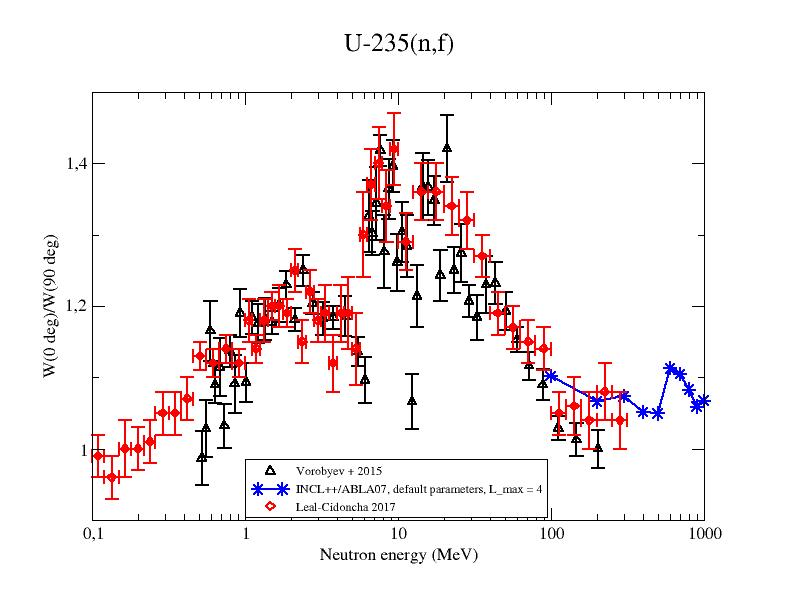 U-235(n,f)
W(0 deg)/W(90 deg)
1,4
1,2
1
Vorobyev + 2015
INCL++/ABLA07, default parameters, L_max = 4
Leal-Cidoncha 2017
0,1
1
10
100
1000
Neutron energy (MeV)